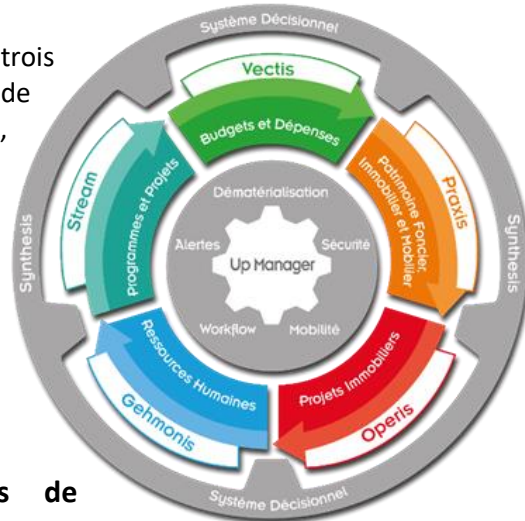 trois
de
,
Système Décisionnel
Vectis
Budgets et Dépenses
Stream
Programmes et Projets
Patrimoine Foncier,
Immobilier et Mobilier
Praxis
Synthesis
Synthesis
Dématérialisation
Alertes
Sécurité
Up Manager
Workflow
Mobilité
Ressources Humaines
Gehmonis
Projets Immobiliers
Operis
Système Décisionnel
s de